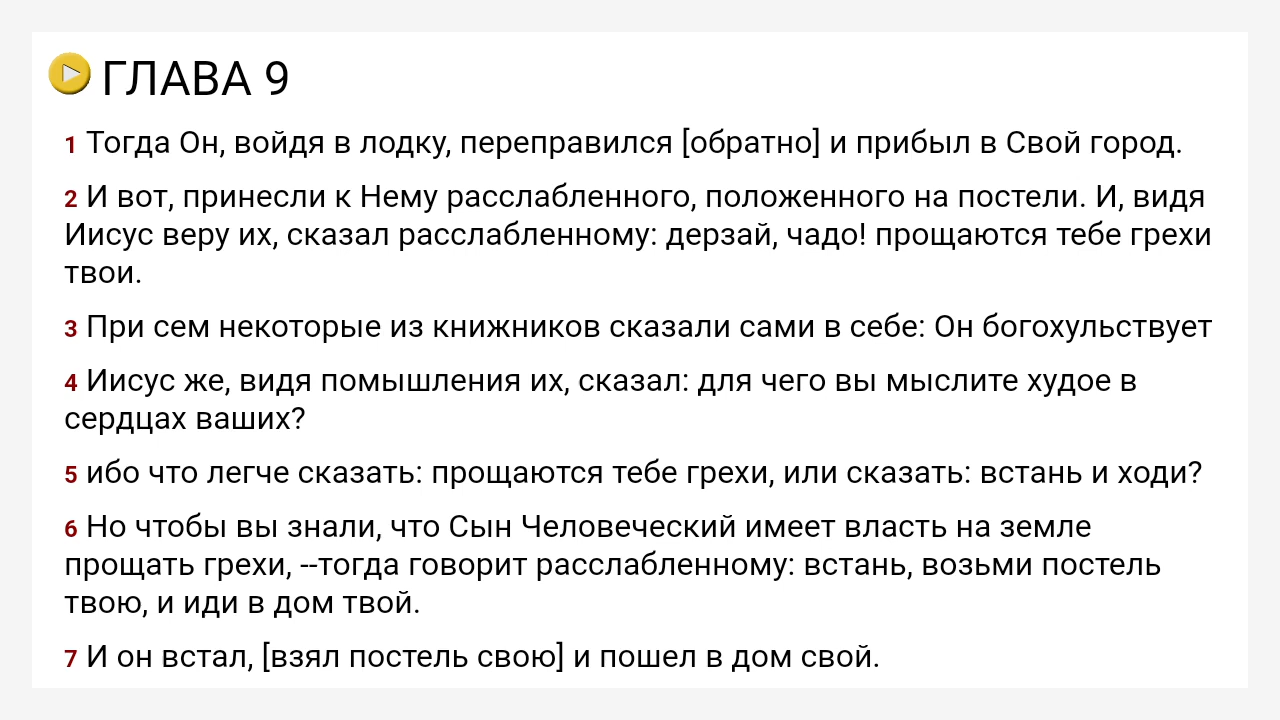 ГЛАВА 9
1 Тогда Он, войдя в лодку, переправился [обратно] и прибыл в Свой город.
2 И вот, принесли к Нему расслабленного, положенного на постели. И, видя
Иисус веру их, сказал расслабленному: дерзай, чадо! прощаются тебе грехи
твои.
3 При сем некоторые из книжников сказали сами в себе: Он богохульствует
4 Иисус же, видя помышления их, сказал: для чего вы мыслите худое в
сердцах ваших?
5 ибо что легче сказать: прощаются тебе грехи, или сказать: встань и ходи?
6 Но чтобы вы знали, что Сын Человеческий имеет власть на земле
прощать грехи, --тогда говорит расслабленному: встань, возьми постель
твою, и иди в дом твой.
7 И он встал, [взял постель свою] и пошел в дом свой.